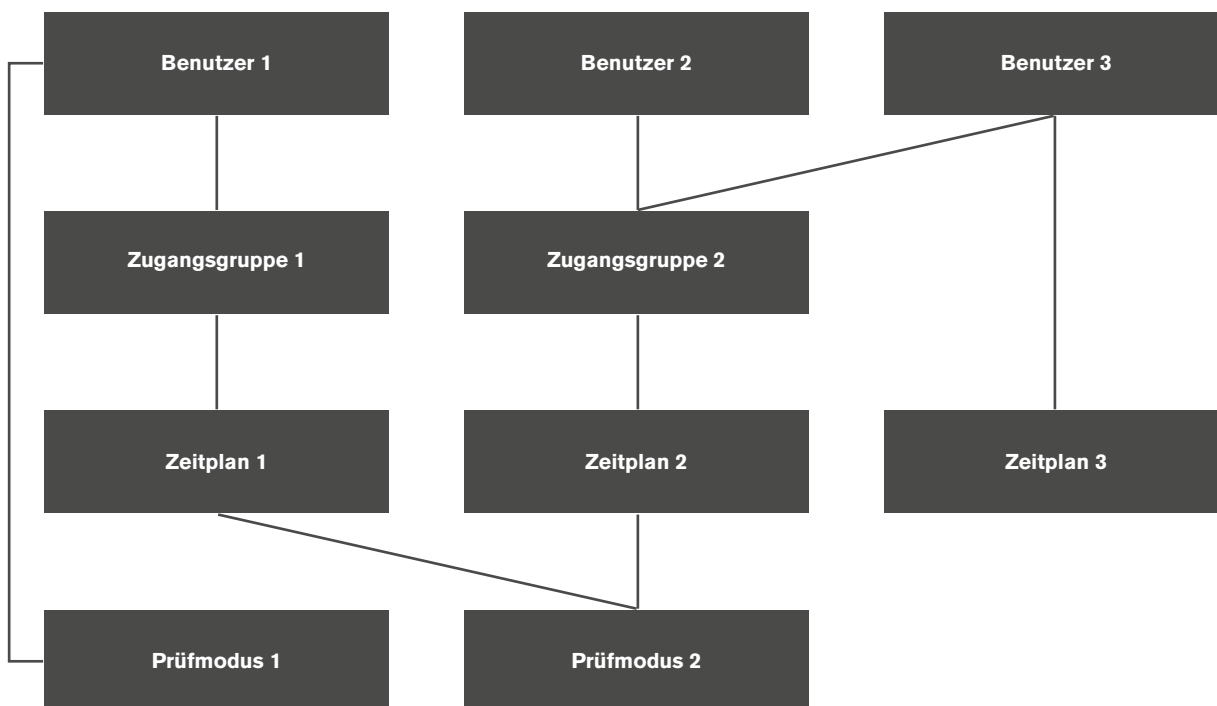 Benutzer 1
Benutzer 2
Benutzer 3
Zugangsgruppe 1
Zugangsgruppe 2
Zeitplan 1
Zeitplan 2
Zeitplan 3
Prüfmodus 1
Prüfmodus 2